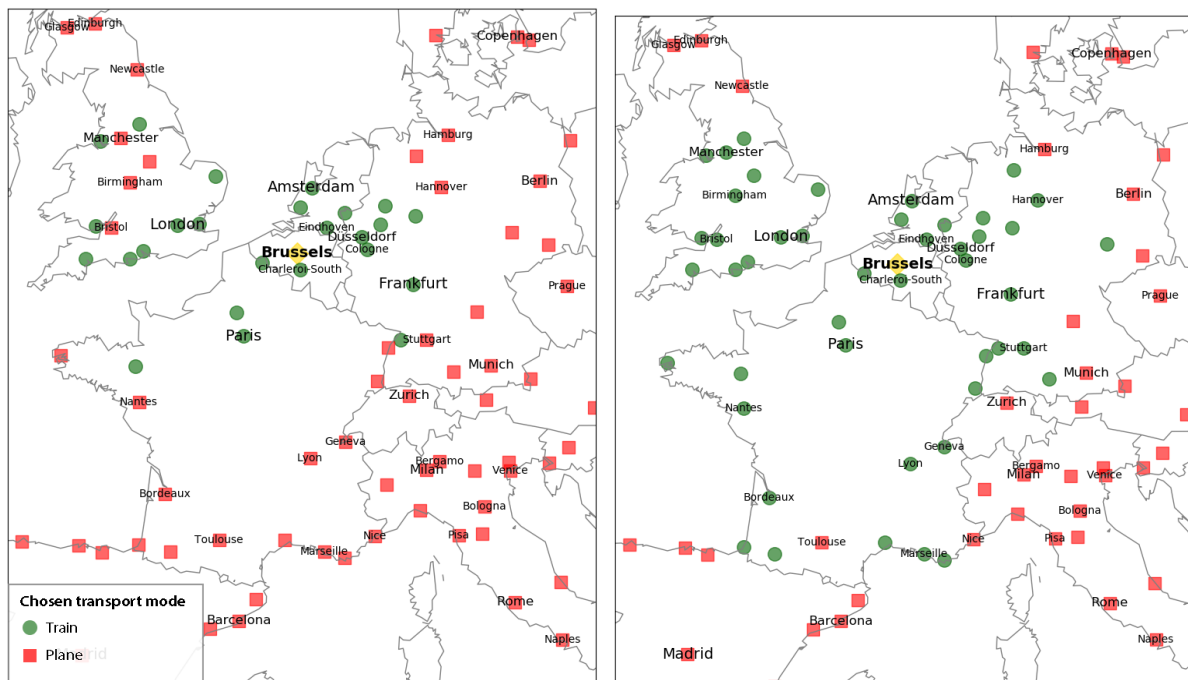 Edinburgh
Glasgow
Copenhagen
Newcastle
Hamburg
Manchester
Berlin
Birmingham
Amsterdam
Hannover
London
Bristol
Eindhoven
Düsseldorf
Cologne
Brussels
Charleroi-South
Frankfurt
Prague
Paris
Stuttgart
Munich
Zurich
Nantes
Geneva
Lyon
Bergamo
Milan
Venice
Bordeaux
Bologna
Toulouse
Marseille
Nice
Pisa
Rome
Barcelona
Naples
Chosen transport mode
Train
Plane
Madrid
Edinburgh
Glasgow
Copenhagen
Newcastle
Hamburg
Manchester
Berlin
Birmingham
Amsterdam
Hannover
London
Bristol
Eindhoven
Düsseldorf
Cologne
Brussels
Charleroi-South
Frankfurt
Prague
Paris
Stuttgart
Munich
Zurich
Nantes
Geneva
Lyon
Bergamo
Milan
Venice
Bordeaux
Bologna
Toulouse
Marseille
Nice
Pisa
Rome
Barcelona
Naples
Madrid